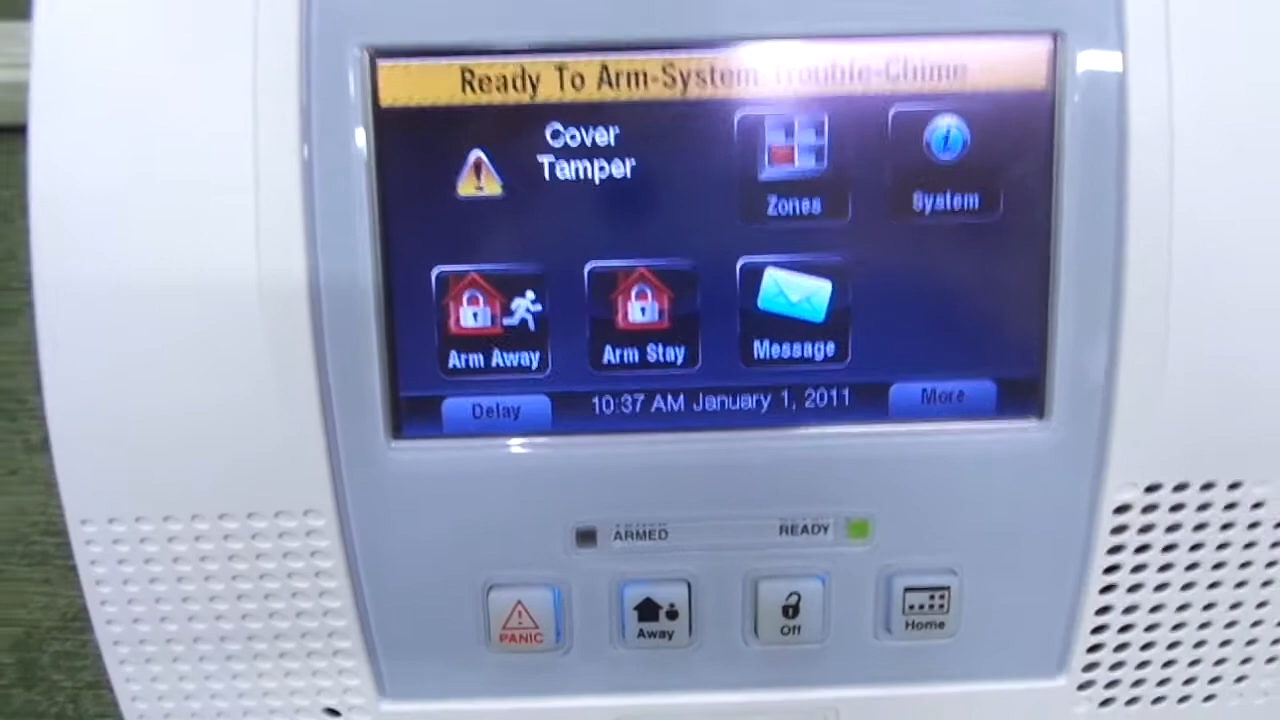 Ready To Arm-System Trouble-Chime
Cover
Tamper
Zones
System
Arm Away
Arm Stay
Message
Delay
10:37 AM January 1, 2011
More
ARMED
READY
PANIC
Away
Off
Home